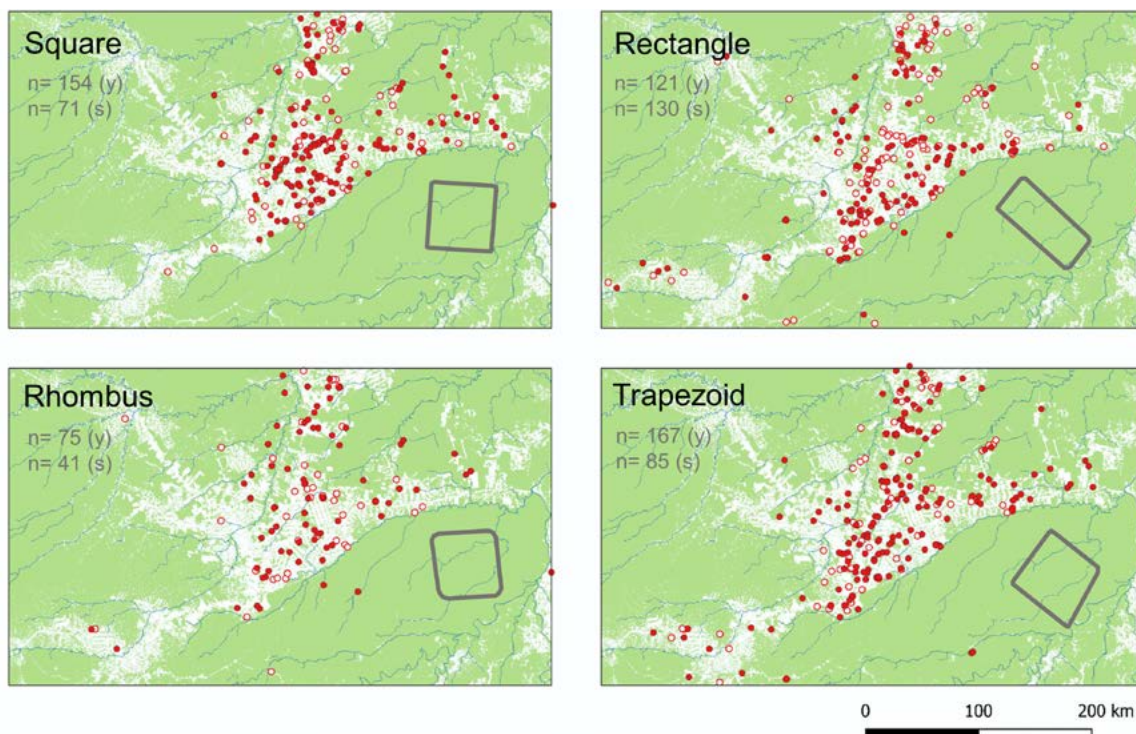 Square
n= 154 (y)
n= 71 (s)
Rectangle
n= 121 (y)
n= 130 (s)
Rhombus
n= 75 (y)
n= 41 (s)
Trapezoid
n= 167 (y)
n= 85 (s)
0 100 200 km